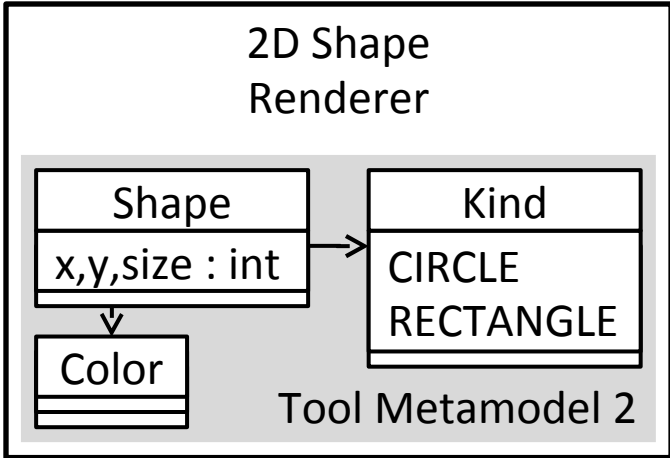 2D Shape
Renderer
Shape
x,y,size : int
Kind
CIRCLE
RECTANGLE
Color
Tool Metamodel 2